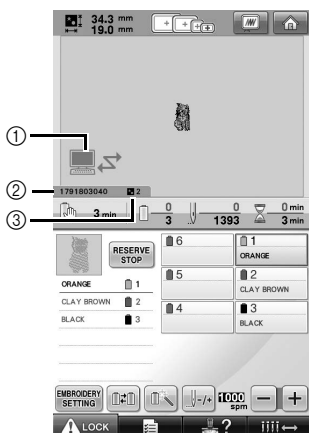 34.3 mm
19.0 mm
①
②
③
1791803040 2
3 min 0 0 0 min
3 1393 3 min
RESERVE
STOP
ORANGE 1
CLAY BROWN 2
BLACK 3
6
1
ORANGE
5
2
CLAY BROWN
4
3
BLACK
EMBROIDERY
SETTING
-/+
1000
spm
− +
LOCK
?